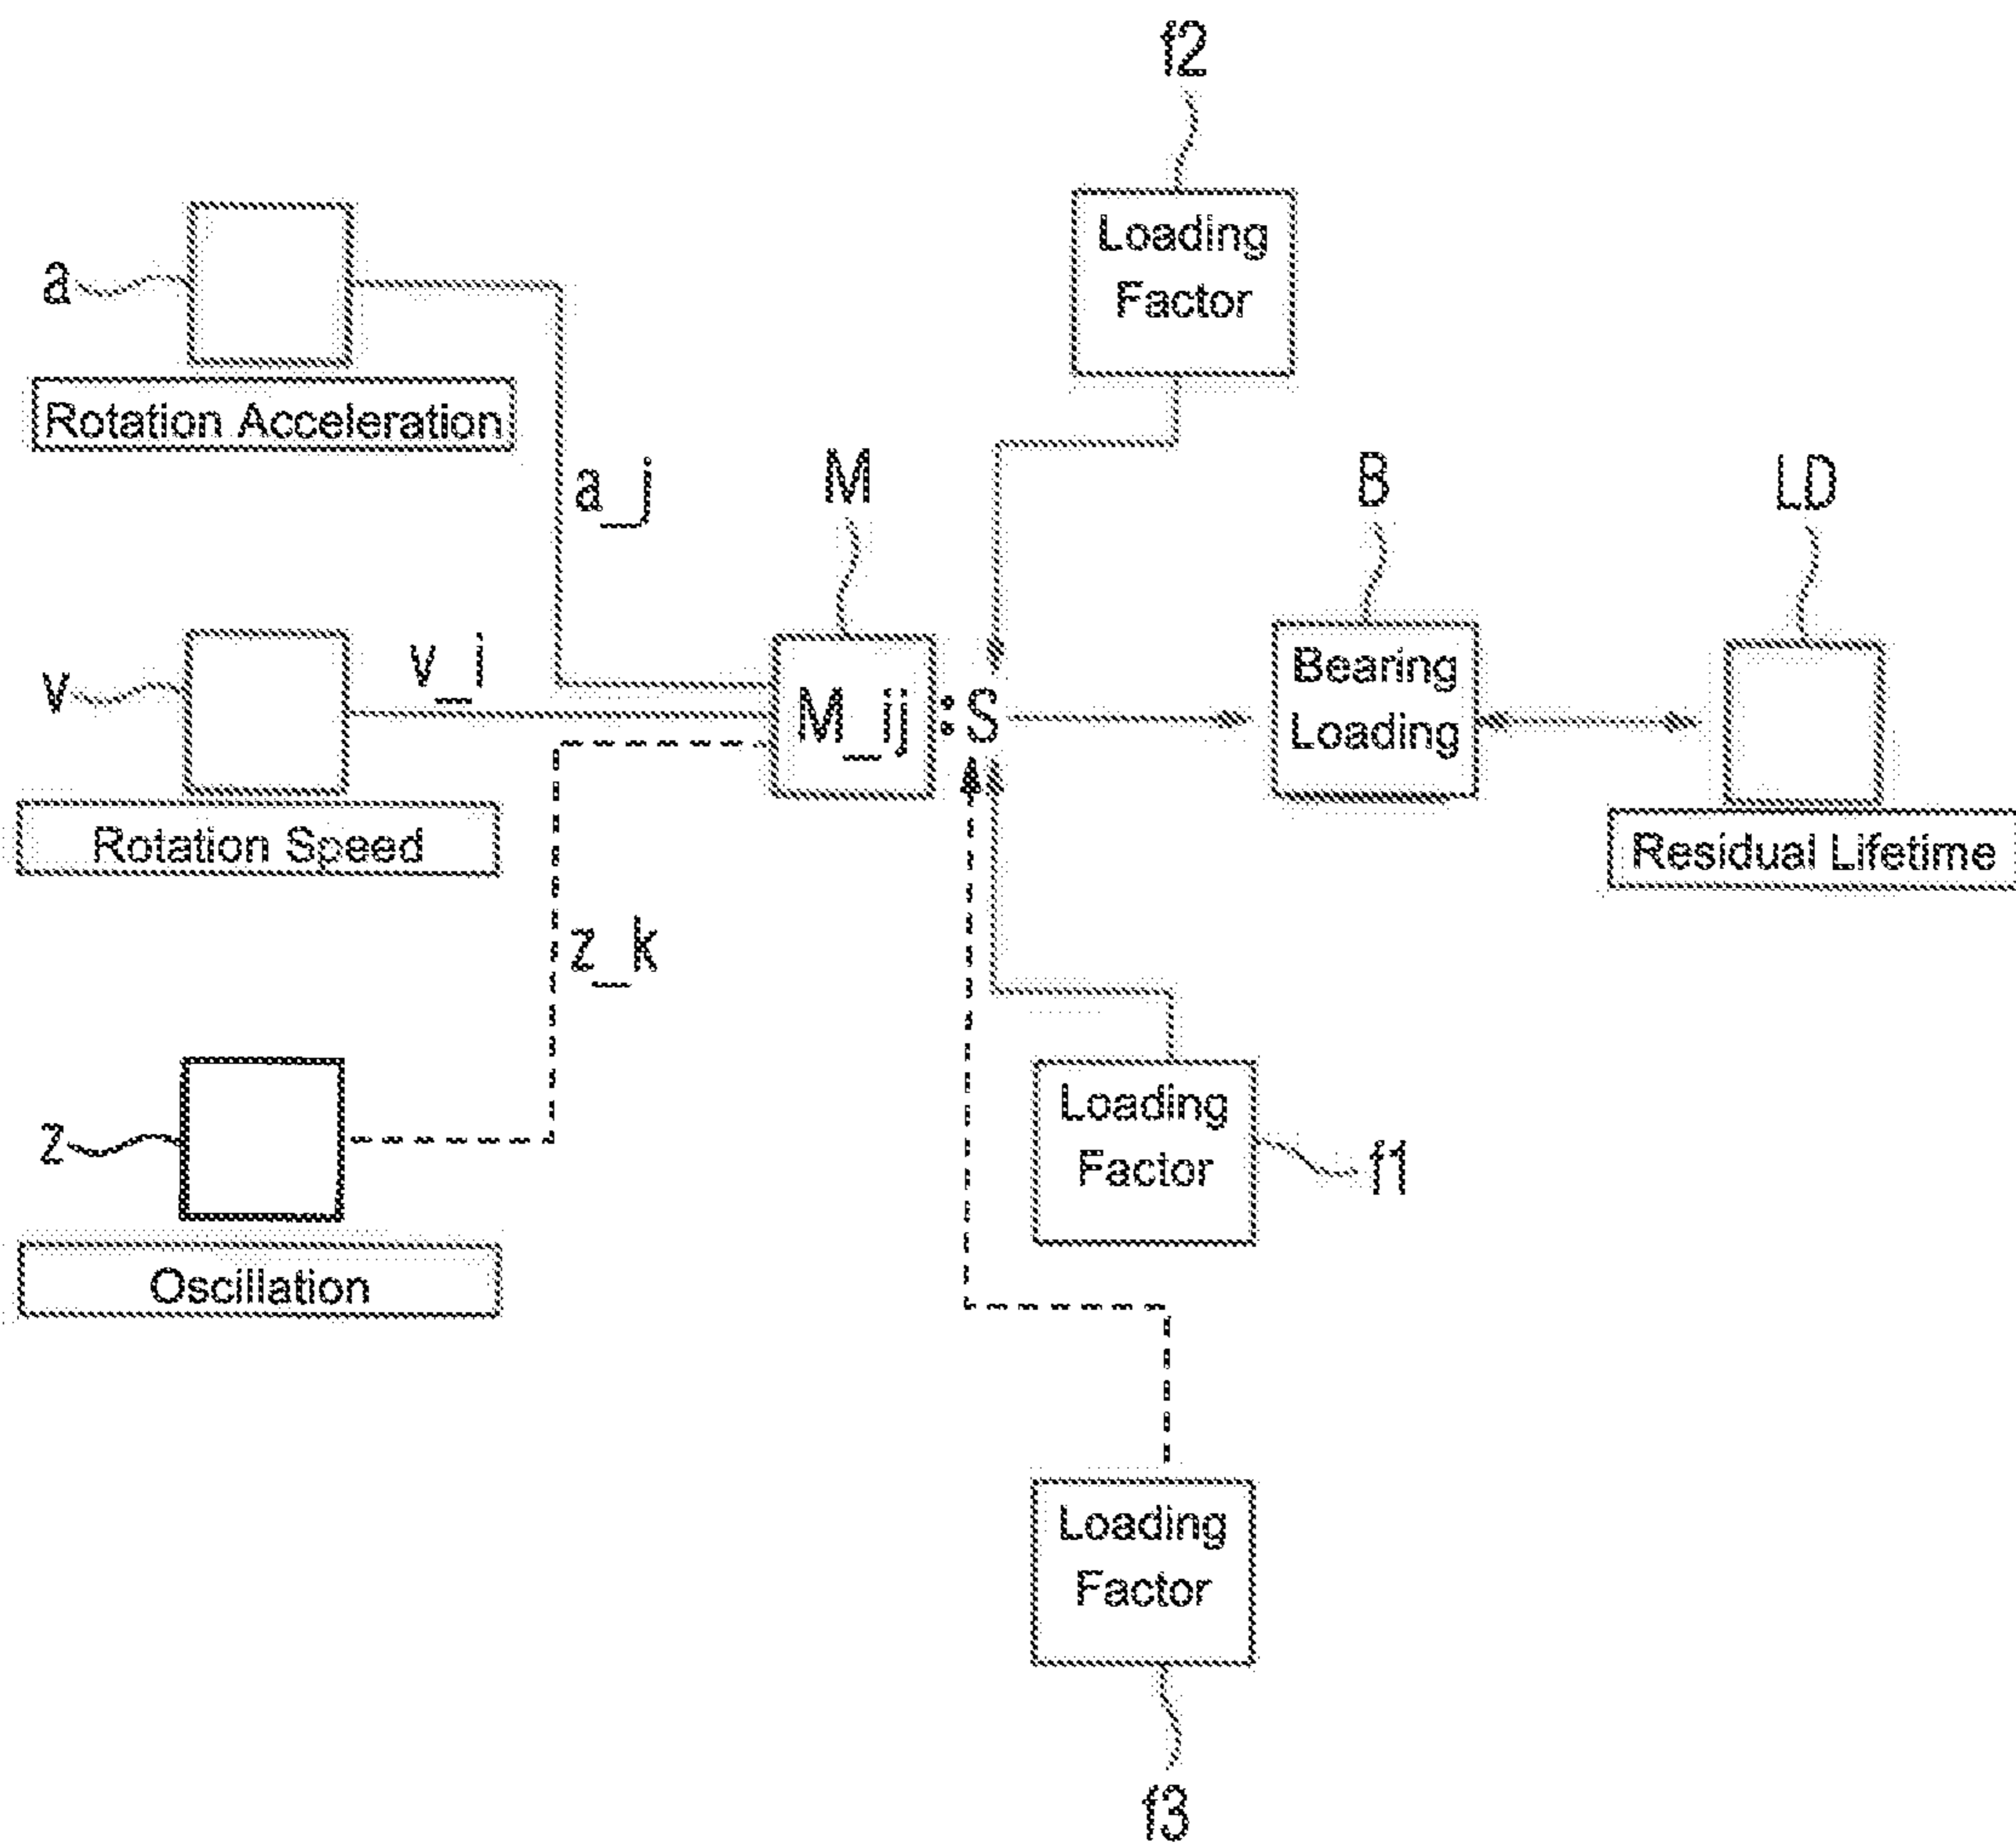 f2
Loading
Factor
a
Rotation Acceleration
a_j
M
B
LD
v
v_i
M_ij
:S
Bearing
Loading
Rotation Speed
Residual Lifetime
z_k
z
Loading
Factor
f1
Oscillation
Loading
Factor
f3